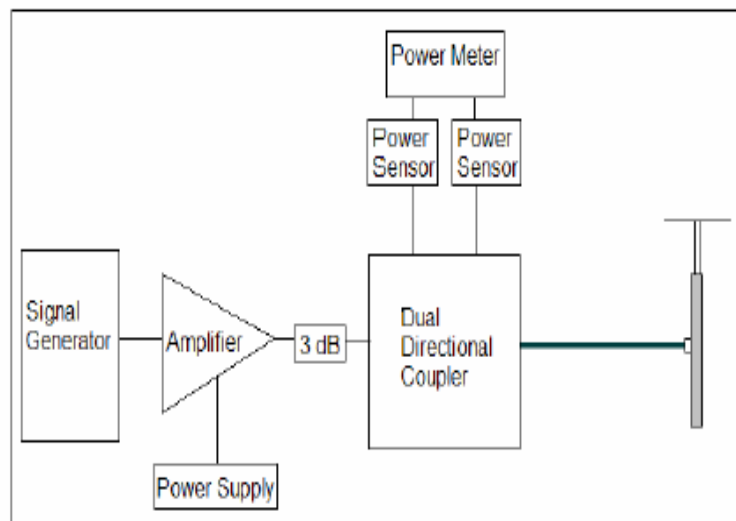 Power Meter
Power
Sensor
Power
Sensor
Signal
Generator
Amplifier
3 dB
Dual
Directional
Coupler
Power Supply